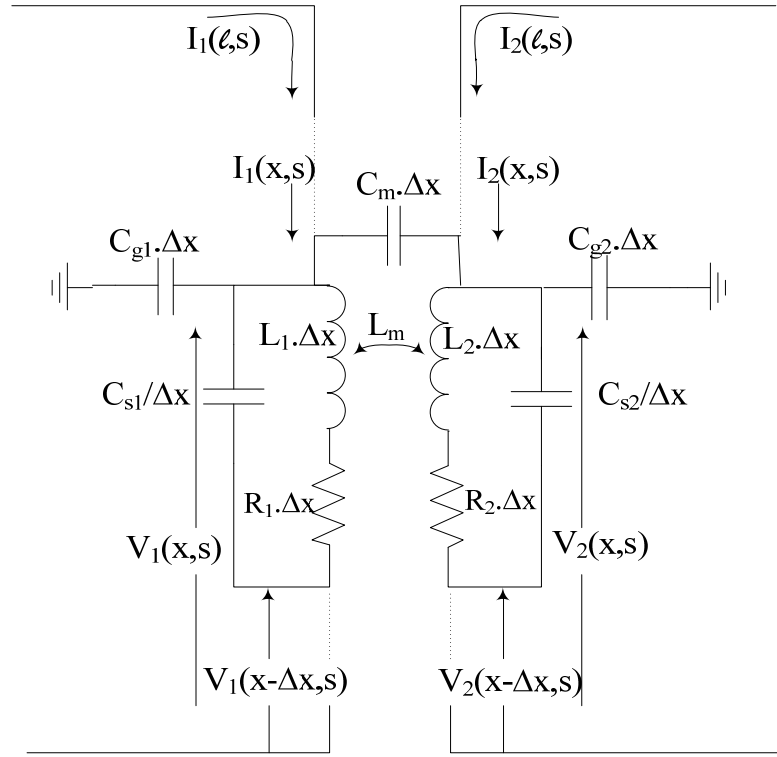 I₁(ℓ,s) I₂(ℓ,s)
I₁(x,s) I₂(x,s)
Cₘ.Δx
C_g1.Δx C_g2.Δx
L₁.Δx Lₘ L₂.Δx
C_s1/Δx C_s2/Δx
R₁.Δx R₂.Δx
V₁(x,s) V₂(x,s)
V₁(x-Δx,s) V₂(x-Δx,s)